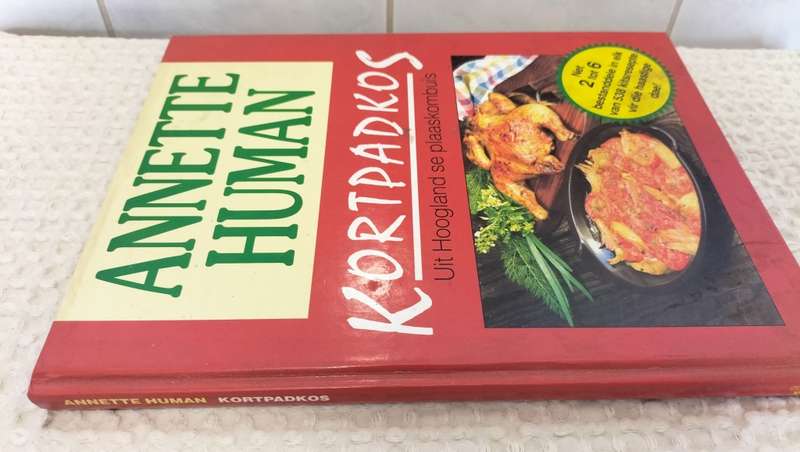 ANNETTE
HUMAN
KORTPADKOS
Uit Hoogland se plaaskombuis
Net
2 tot 6
bestanddele in elk
van 538 kitsresepte
vir die haastige
dae!
ANNETTE HUMAN KORTPADKOS